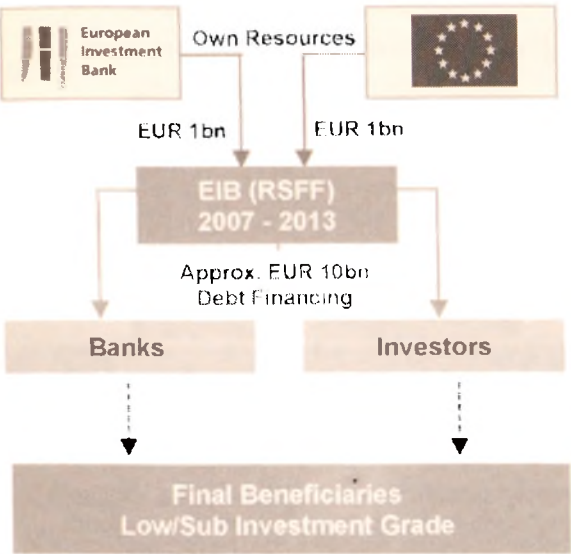 European
Investment
Bank
Own Resources
EUR 1bn
EUR 1bn
EIB (RSFF)
2007 - 2013
Approx. EUR 10bn
Debt Financing
Banks
Investors
Final Beneficiaries
Low/Sub Investment Grade